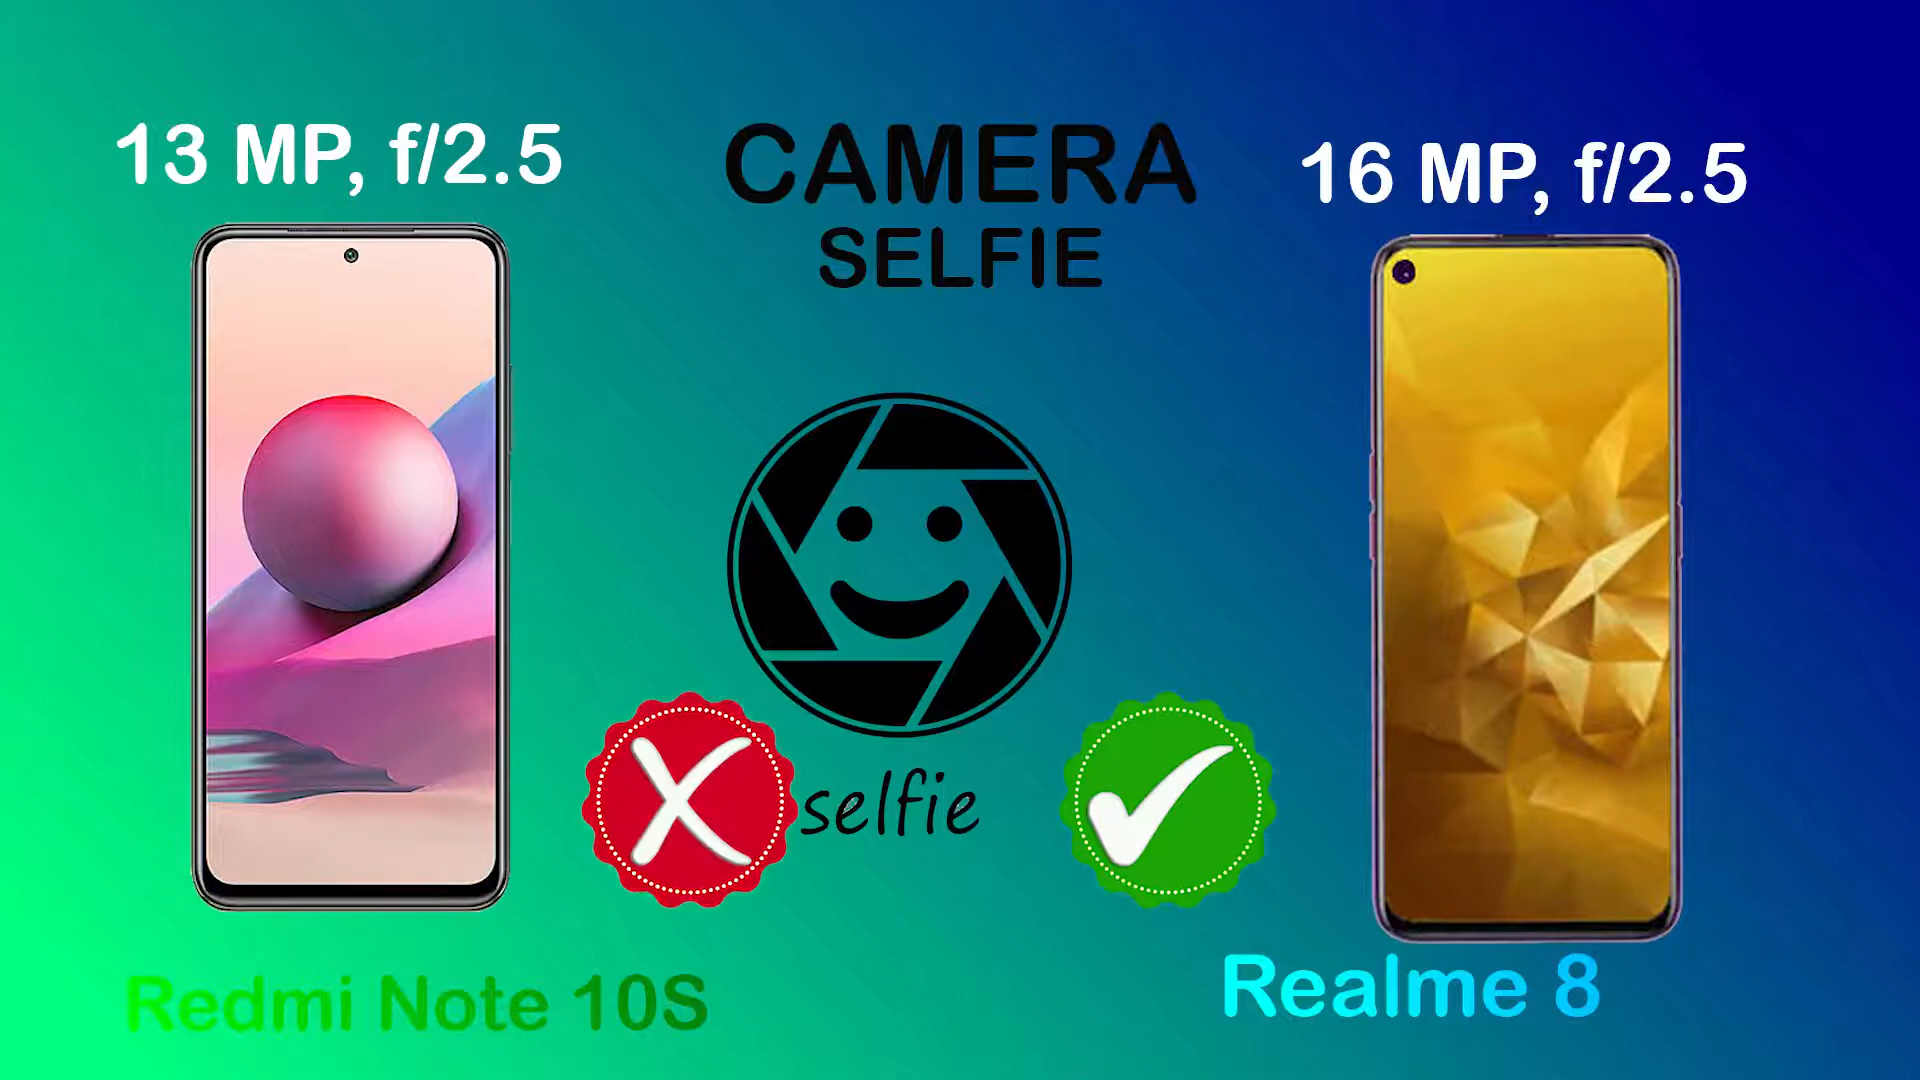 13 MP, f/2.5
CAMERA
SELFIE
16 MP, f/2.5
selfie
Redmi Note 10S
Realme 8